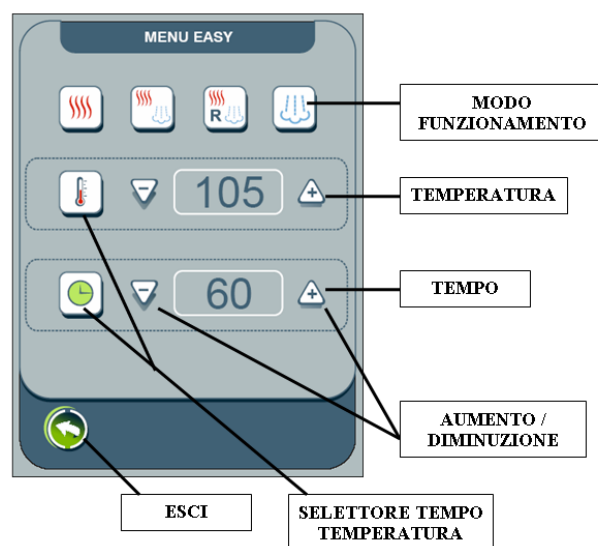 MENU EASY
R
MODO
FUNZIONAMENTO
105
TEMPERATURA
60
TEMPO
AUMENTO /
DIMINUZIONE
ESCI
SELETTORE TEMPO
TEMPERATURA